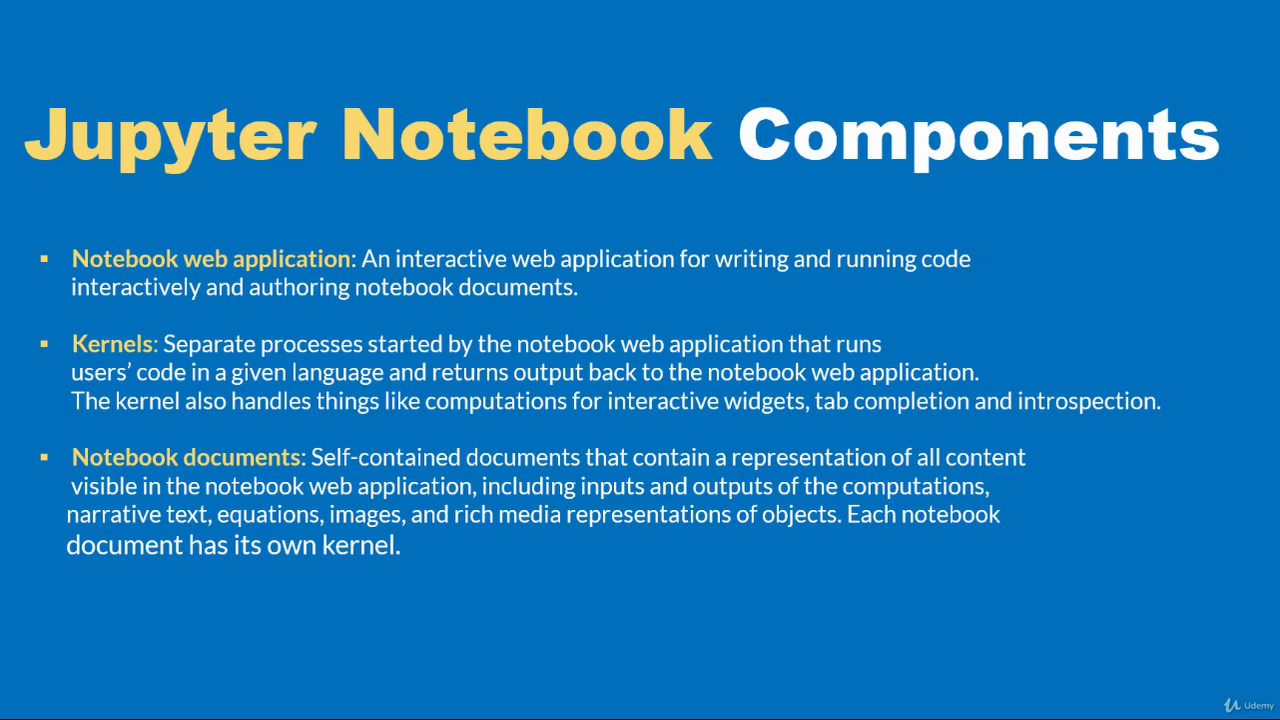 Jupyter Notebook Components
▪ Notebook web application: An interactive web application for writing and running code
interactively and authoring notebook documents.
▪ Kernels: Separate processes started by the notebook web application that runs
users’ code in a given language and returns output back to the notebook web application.
The kernel also handles things like computations for interactive widgets, tab completion and introspection.
▪ Notebook documents: Self-contained documents that contain a representation of all content
visible in the notebook web application, including inputs and outputs of the computations,
narrative text, equations, images, and rich media representations of objects. Each notebook
document has its own kernel.
Udemy